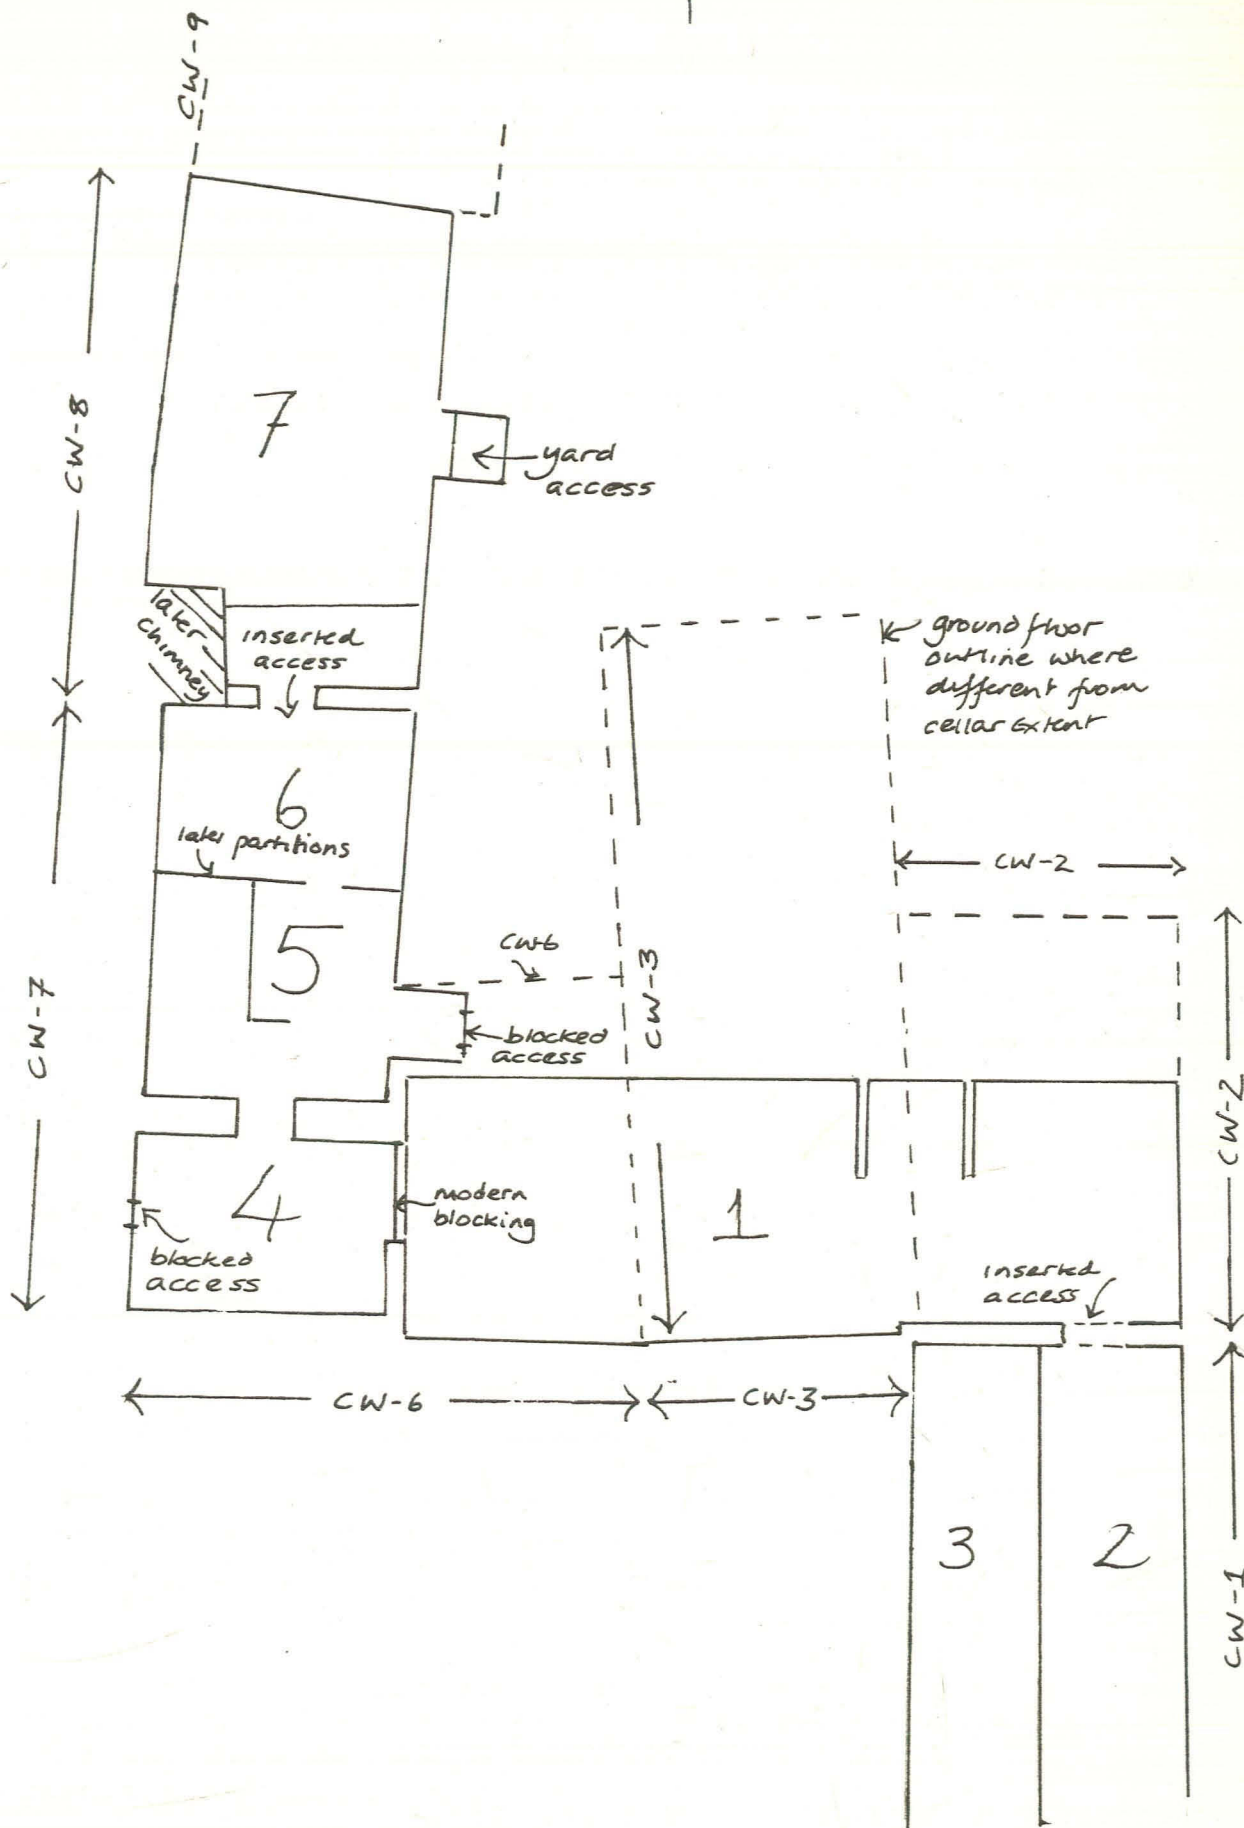 CW-9
CW-8
7
yard
access
later
chimney
inserted
access
ground floor
outline where
different from
cellar extent
6
later partitions
CW-2
5
CW6
CW-3
CW-7
blocked
access
CW-2
4
modern
blocking
1
blocked
access
inserted
access
CW-6
CW-3
3
2
CW-1